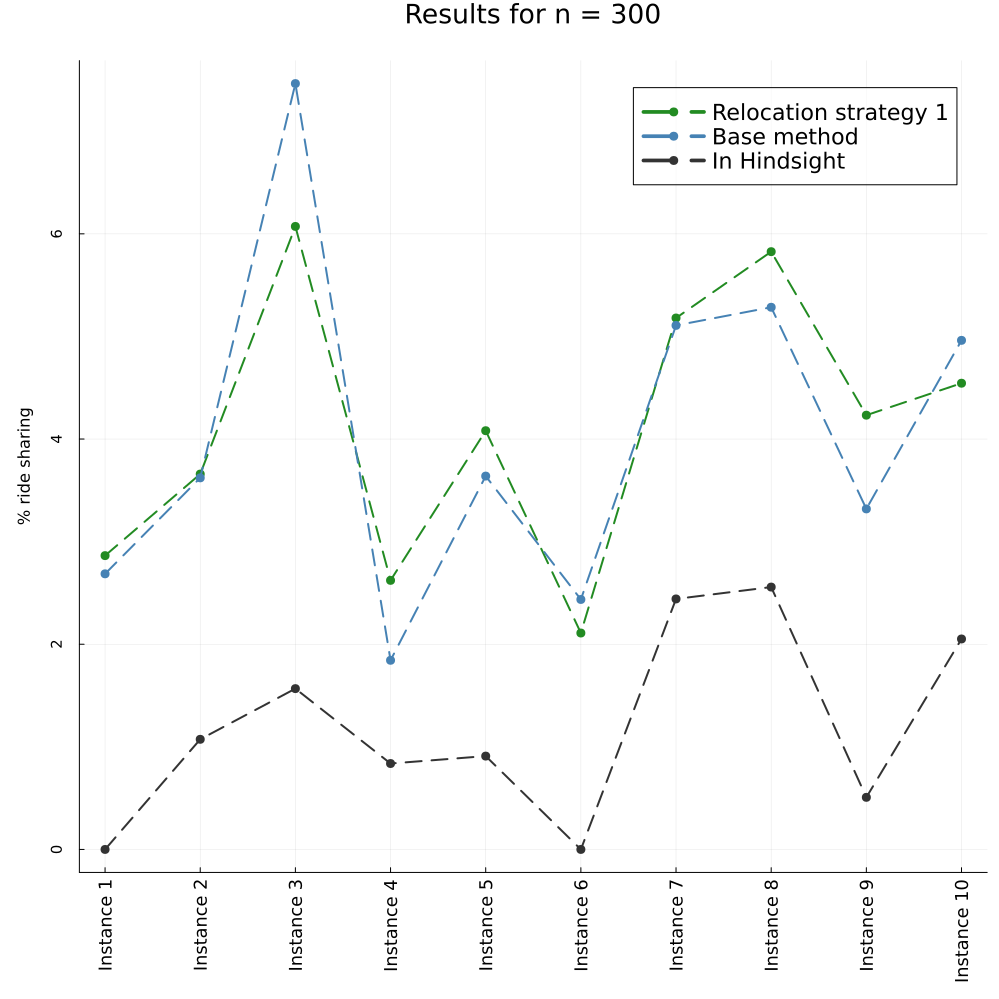 Results for n = 300
Relocation strategy 1
Base method
In Hindsight
% ride sharing
6
4
2
0
Instance 1
Instance 2
Instance 3
Instance 4
Instance 5
Instance 6
Instance 7
Instance 8
Instance 9
Instance 10